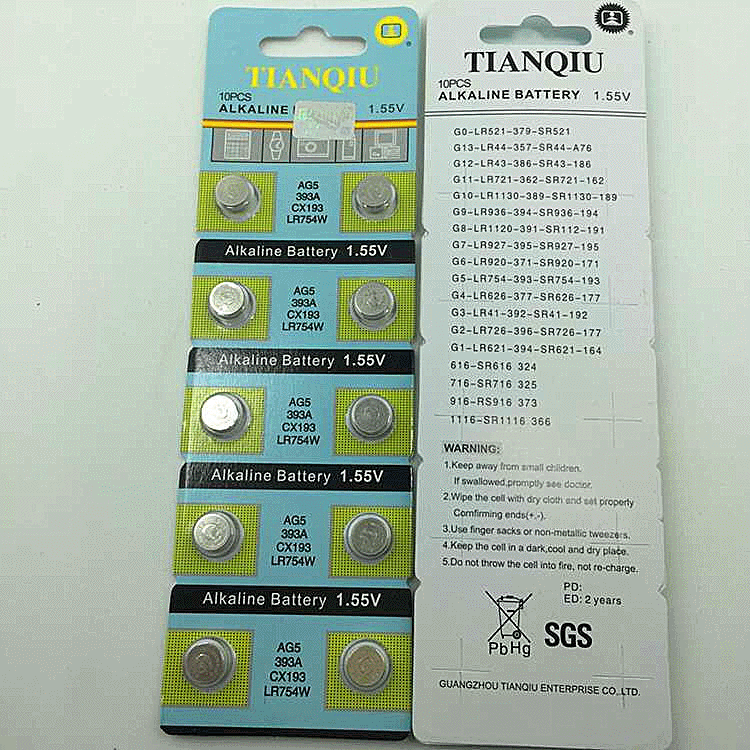 TIANQIU
10PCS
ALKALINE
1.55V
AG5
393A
CX193
LR754W
Alkaline Battery 1.55V
AG5
393A
CX193
LR754W
Alkaline Battery 1.55V
AG5
393A
CX193
LR754W
Alkaline Battery 1.55V
AG5
393A
CX193
LR754W
Alkaline Battery 1.55V
AG5
393A
CX193
LR754W
TIANQIU
10PCS
ALKALINE BATTERY 1.55V
G0-LR521-379-SR521
G13-LR44-357-SR44-A76
G12-LR43-386-SR43-186
G11-LR721-362-SR721-162
G10-LR1130-389-SR1130-189
G9-LR936-394-SR936-194
G8-LR1120-391-SR112-191
G7-LR927-395-SR927-195
G6-LR920-371-SR920-171
G5-LR754-393-SR754-193
G4-LR626-377-SR626-177
G3-LR41-392-SR41-192
G2-LR726-396-SR726-177
G1-LR621-394-SR621-164
616-SR616 324
716-SR716 325
916-RS916 373
1116-SR1116 366
WARNING:
1.Keep away from small children.
If swallowed,promptly see doctor.
2.Wipe the cell with dry cloth and set properly
Cornfirming ends(+,-).
3.Use finger sacks or non-metallic tweezers.
4.Keep the cell in a dark,cool and dry place.
5.Do not throw the cell into fire, not re-charge.
PD:
ED: 2 years
PbHg
SGS
GUANGZHOU TIANQIU ENTERPRISE CO.,LTD.